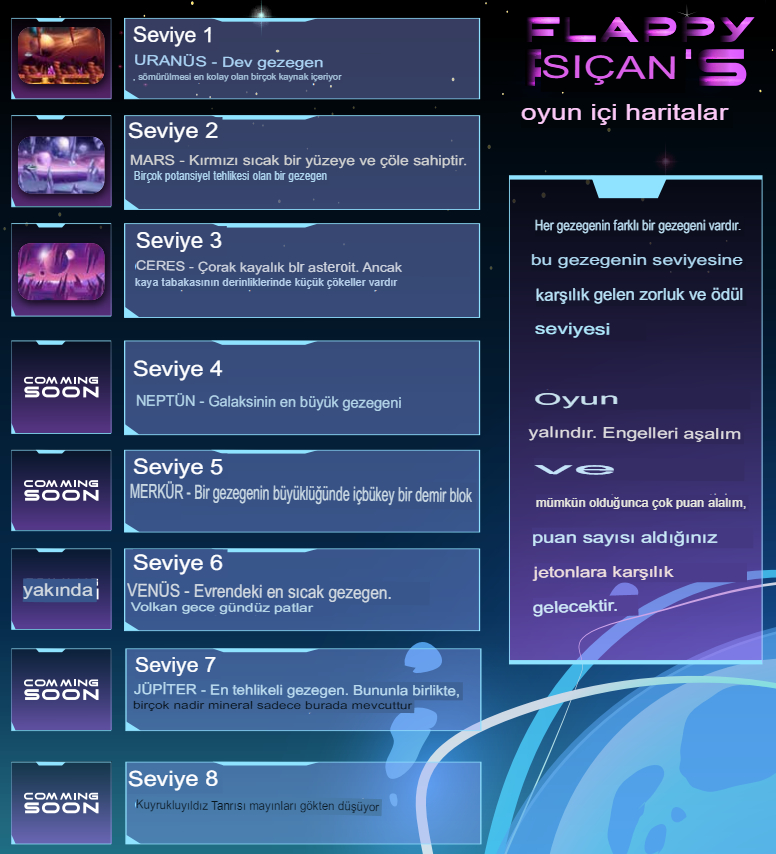 Seviye 1
URANÜS - Dev gezegen
, sömürülmesi en kolay olan birçok kaynak içeriyor
Seviye 2
MARS - Kırmızı sıcak bir yüzeye ve çöle sahiptir.
Birçok potansiyel tehlikesi olan bir gezegen
Seviye 3
CERES - Çorak kayalık bIr asteroit. Ancak
kaya tabakasının derinliklerinde küçük çökeller vardır
COMMING
SOON
Seviye 4
NEPTÜN - Galaksinin en büyük gezegeni
COMMING
SOON
Seviye 5
MERKÜR - Bir gezegenin büyüklüğünde içbükey bir demir blok
yakında
Seviye 6
VENÜS - Evrendeki en sıcak gezegen.
Volkan gece gündüz patlar
COMMING
SOON
Seviye 7
JÜPİTER - En tehlikeli gezegen. Bununla birlikte,
birçok nadir mineral sadece burada mevcuttur
COMMING
SOON
Seviye 8
Kuyrukluyıldız Tanrısı mayınları gökten düşüyor
FLAPPY
SIÇAN'S
oyun içi haritalar
Her gezegenin farklı bir gezegeni vardır.
bu gezegenin seviyesine
karşılık gelen zorluk ve ödül
seviyesi
Oyun
yalındır. Engelleri aşalım
ve
mümkün olduğunca çok puan alalım,
puan sayısı aldığınız
jetonlara karşılık
gelecektir.